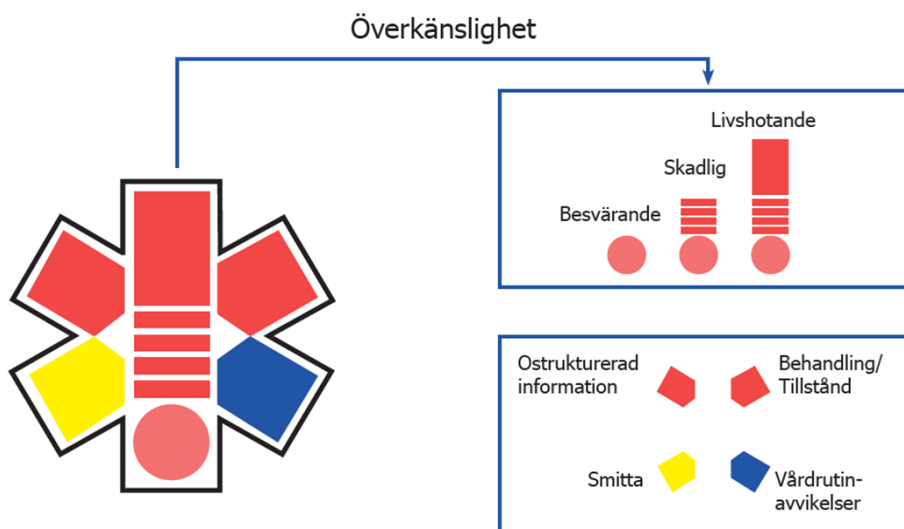 Överkänslighet
Livshotande
Skadlig
Besvärande
Ostrukturerad
information
Behandling/
Tillstånd
Smitta
Vårdrutin-
avvikelser